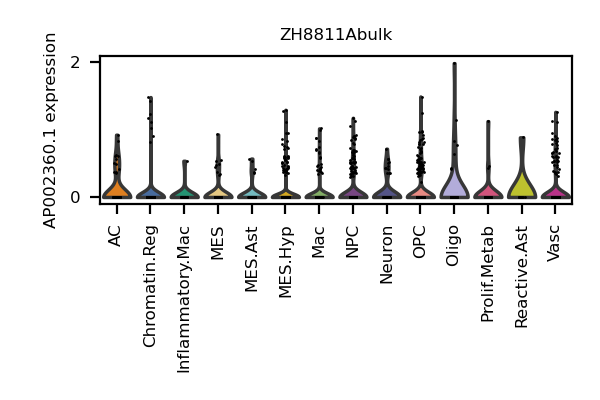 ZH8811Abulk
AP002360.1 expression
2
0
AC
Chromatin.Reg
Inflammatory.Mac
MES
MES.Ast
MES.Hyp
Mac
NPC
Neuron
OPC
Oligo
Prolif.Metab
Reactive.Ast
Vasc